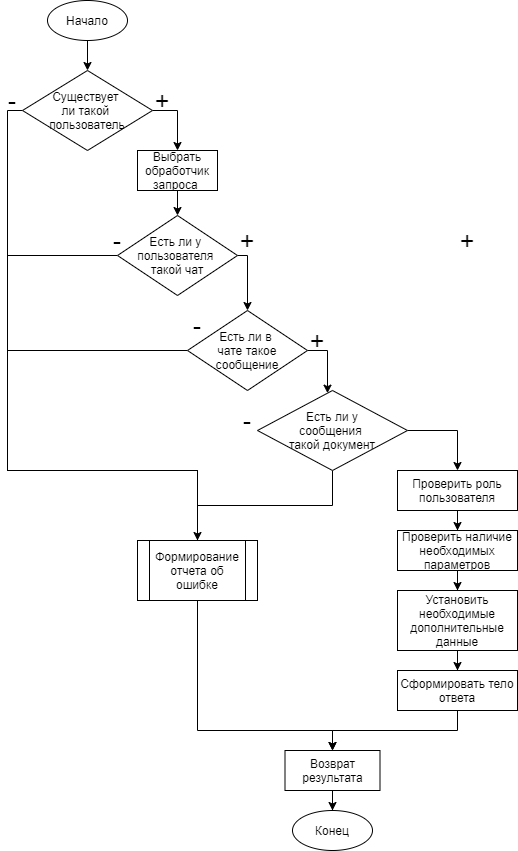 Начало
-
Существует
ли такой
пользователь
+
Выбрать
обработчик
запроса
-
Есть ли у
пользователя
такой чат
+
+
-
Есть ли в
чате такое
сообщение
+
-
Есть ли у
сообщения
такой документ
Проверить роль
пользователя
Проверить наличие
необходимых
параметров
Формирование
отчета об
ошибке
Установить
необходимые
дополнительные
данные
Сформировать тело
ответа
Возврат
результата
Конец